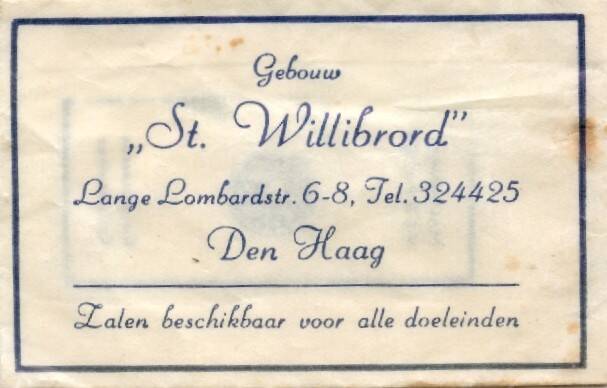 Gebouw
„St. Willibrord”
Lange Lombardstr. 6-8, Tel. 324425
Den Haag
Zalen beschikbaar voor alle doeleinden